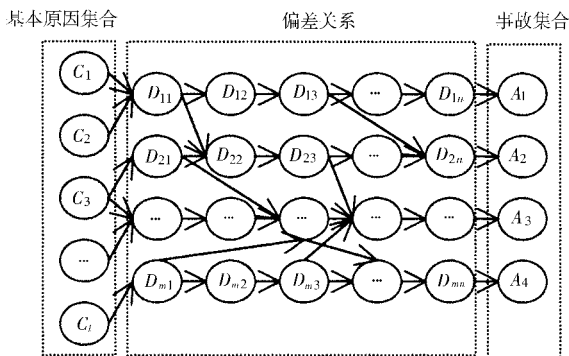 基本原因集合 偏差关系 事故集合
C1
D11 D12 D13 ... D1n A1
C2
D21 D22 D23 ... D2n A2
C3
... ... ... ... ... A3
...
Dm1 Dm2 Dm3 ... Dmn A4
Cl